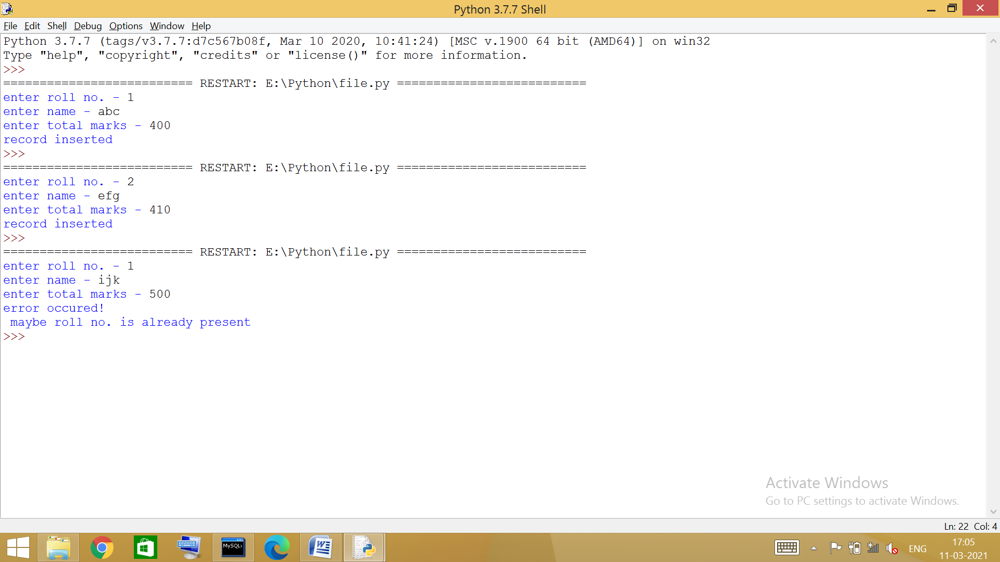 Python 3.7.7 Shell
File Edit Shell Debug Options Window Help
Python 3.7.7 (tags/v3.7.7:d7c567b08f, Mar 10 2020, 10:41:24) [MSC v.1900 64 bit (AMD64)] on win32
Type "help", "copyright", "credits" or "license()" for more information.
>>>
========================== RESTART: E:\Python\file.py ==========================
enter roll no. - 1
enter name - abc
enter total marks - 400
record inserted
>>>
========================== RESTART: E:\Python\file.py ==========================
enter roll no. - 2
enter name - efg
enter total marks - 410
record inserted
>>>
========================== RESTART: E:\Python\file.py ==========================
enter roll no. - 1
enter name - ijk
enter total marks - 500
error occured!
 maybe roll no. is already present
>>>
Activate Windows
Go to PC settings to activate Windows.
Ln: 22 Col: 4
MySQL>
ENG
17:05
11-03-2021